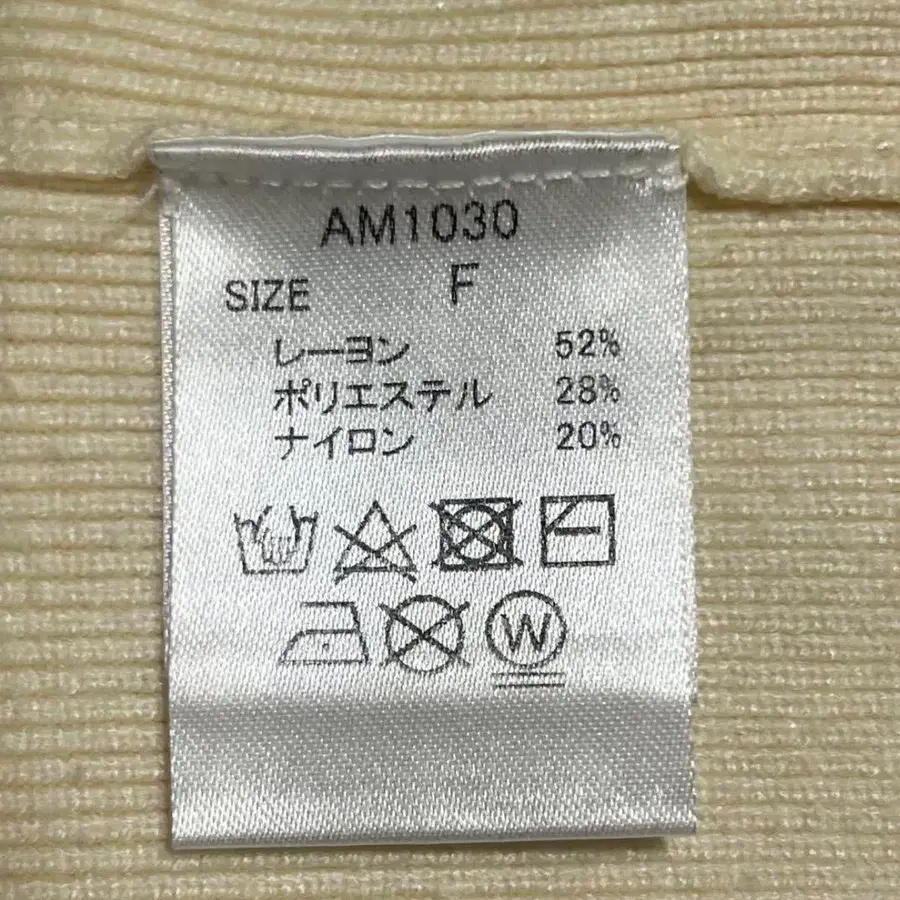 AM1030
SIZE F
レーヨン 52%
ポリエステル 28%
ナイロン 20%
W